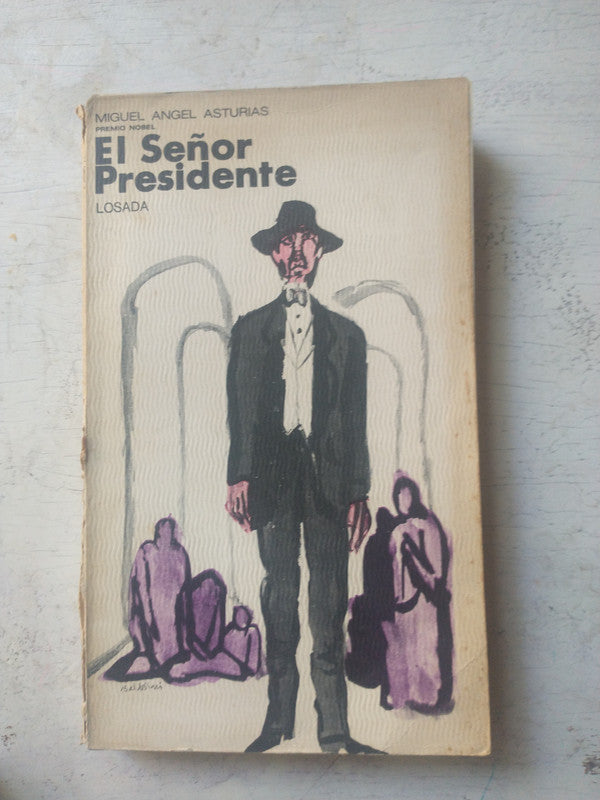 MIGUEL ANGEL ASTURIAS
PREMIO NOBEL
El Señor
Presidente
LOSADA